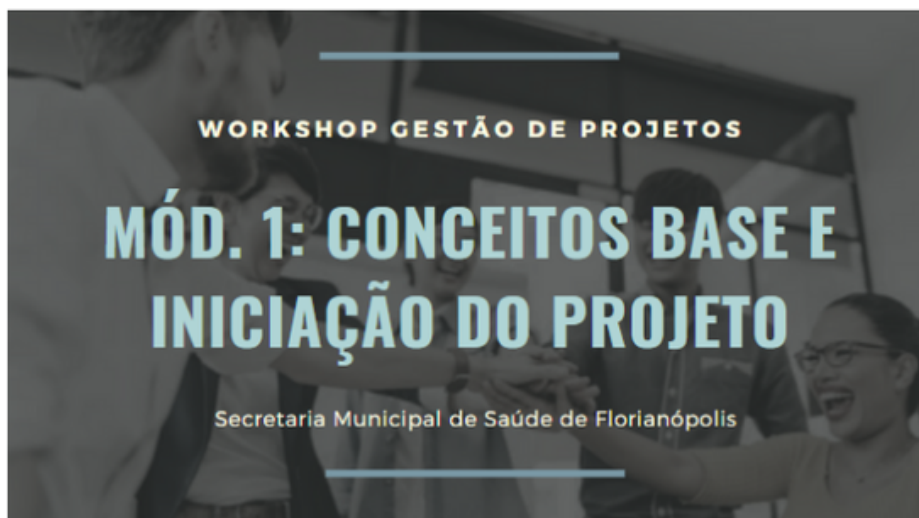 WORKSHOP GESTÃO DE PROJETOS
MÓD. 1: CONCEITOS BASE E
INICIAÇÃO DO PROJETO
Secretaria Municipal de Saúde de Florianópolis